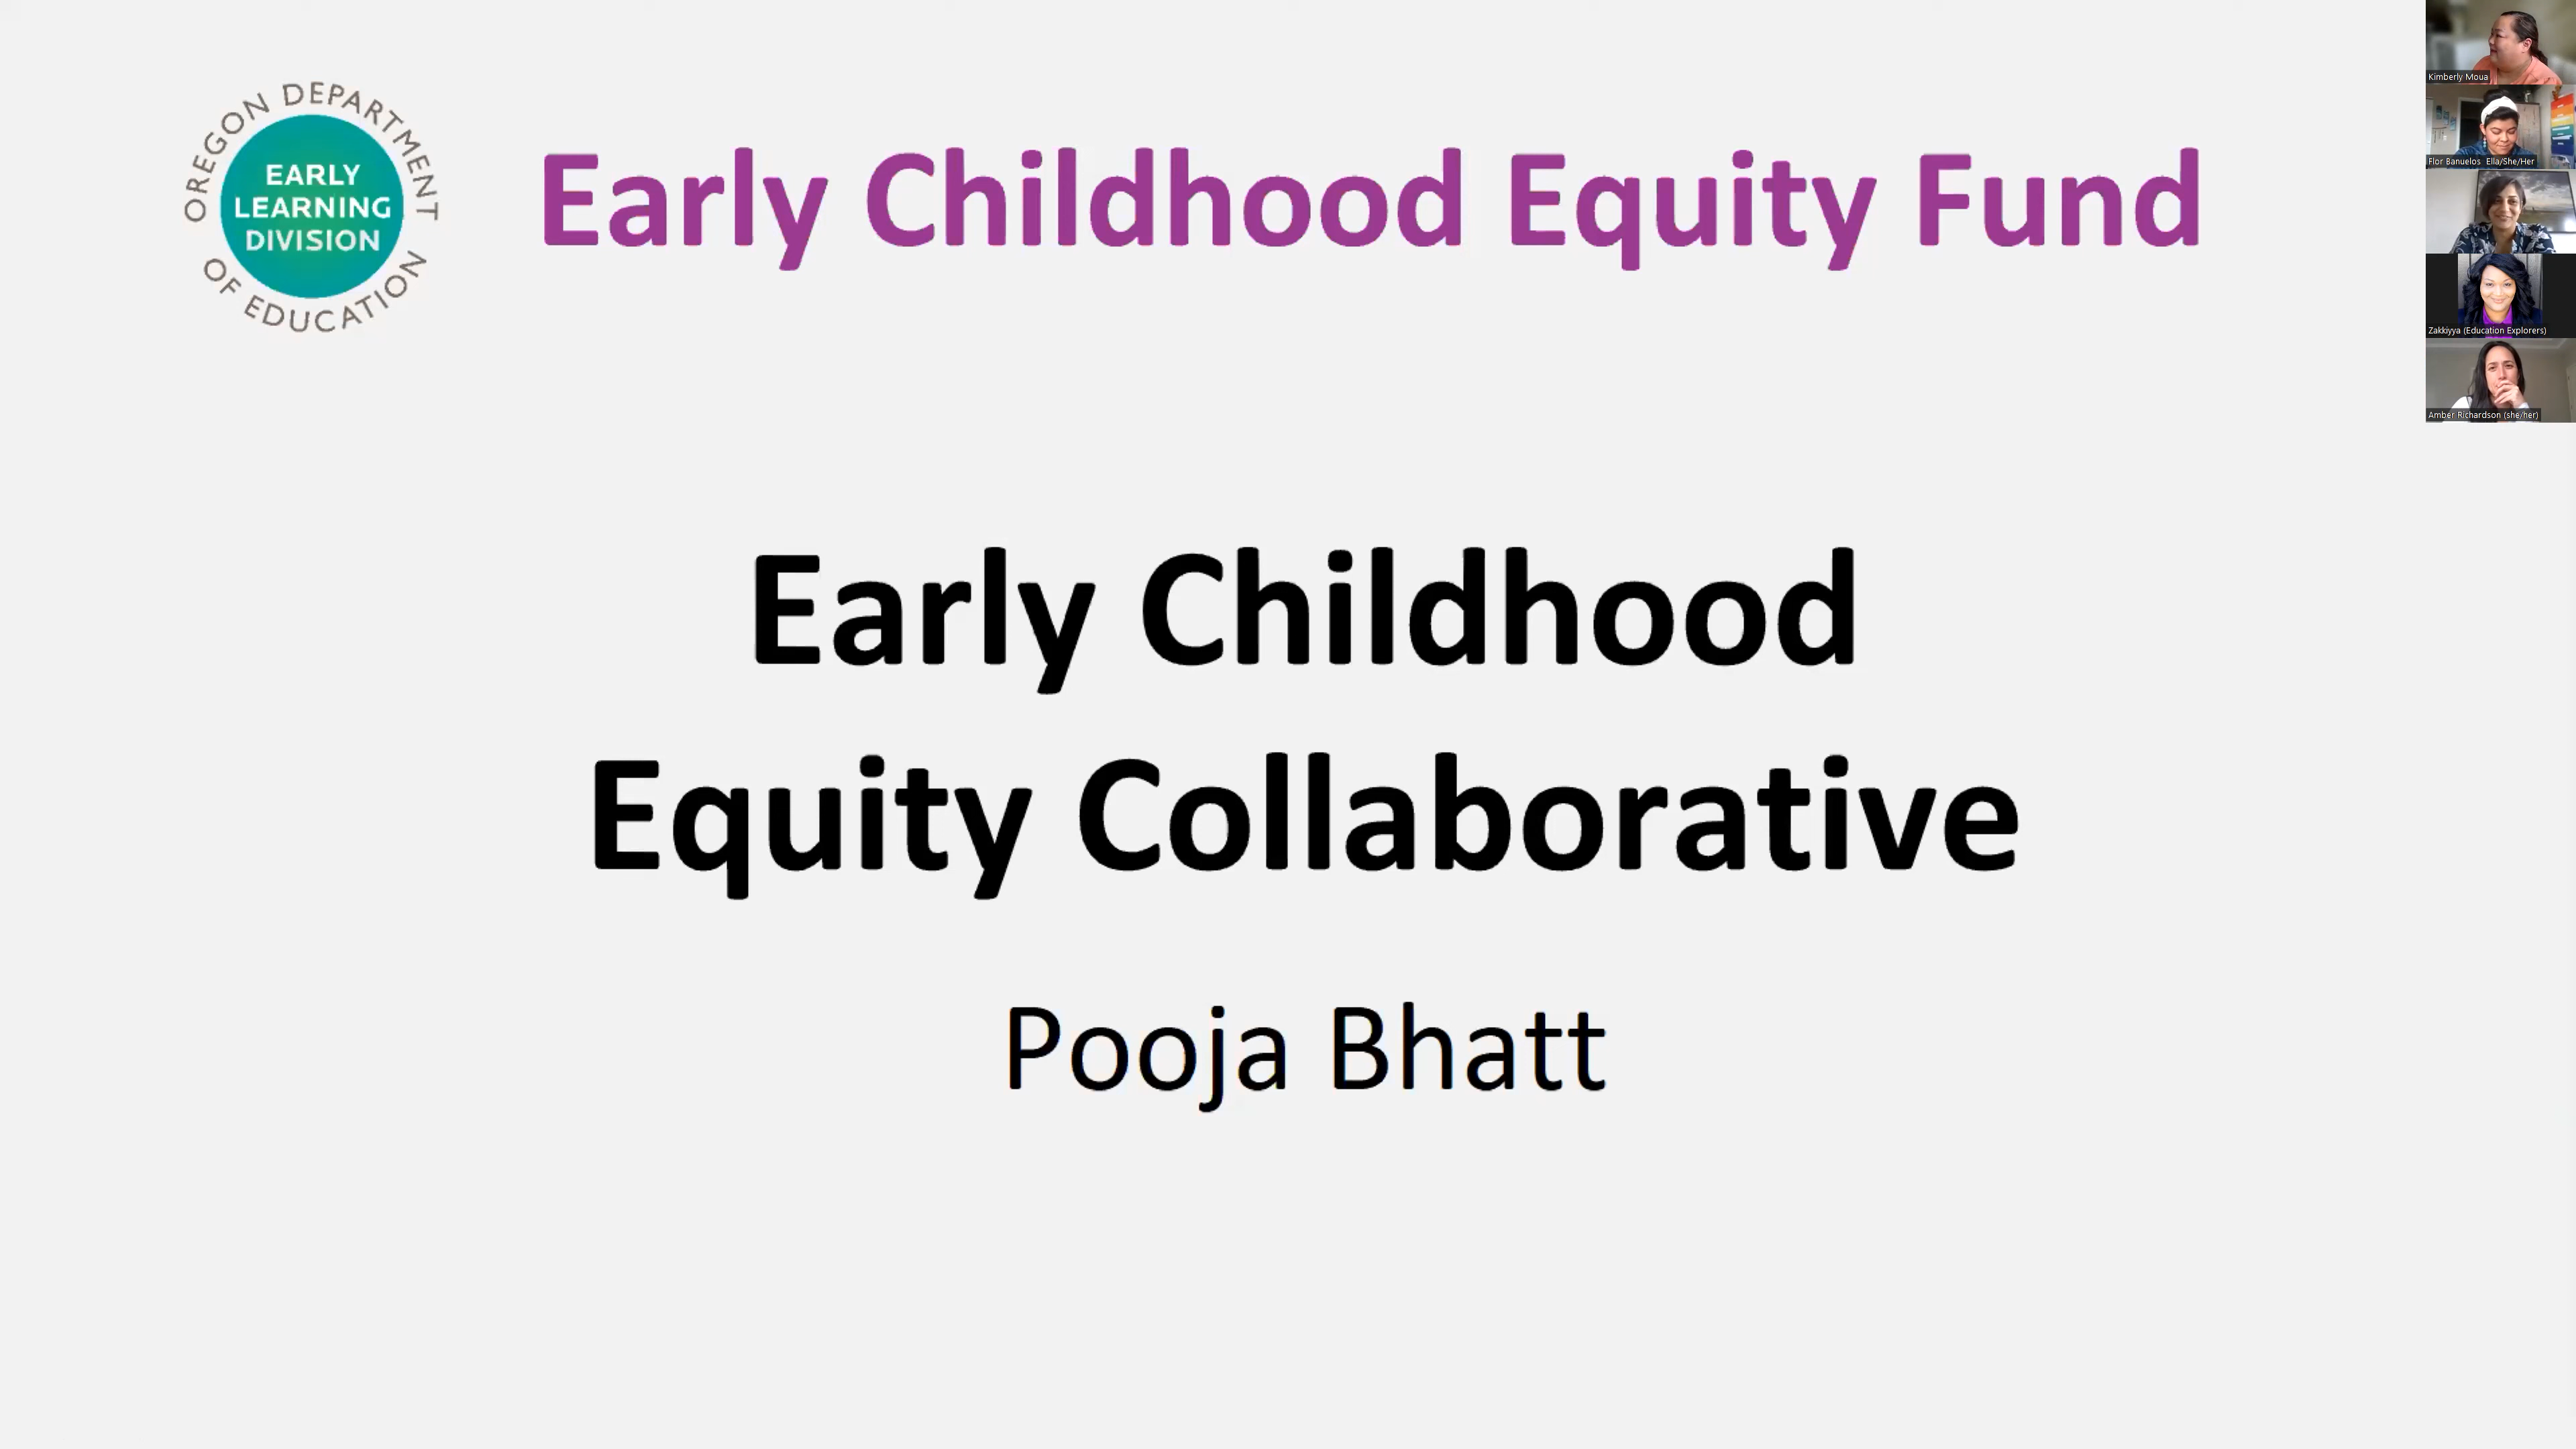 OREGON DEPARTMENT
OF EDUCATION
EARLY
LEARNING
DIVISION
Early Childhood Equity Fund
Early Childhood
Equity Collaborative
Pooja Bhatt
Kimberly Moua
Flor Banuelos Ella/She/Her
Zakkiyya (Education Explorers)
Amber Richardson (she/her)